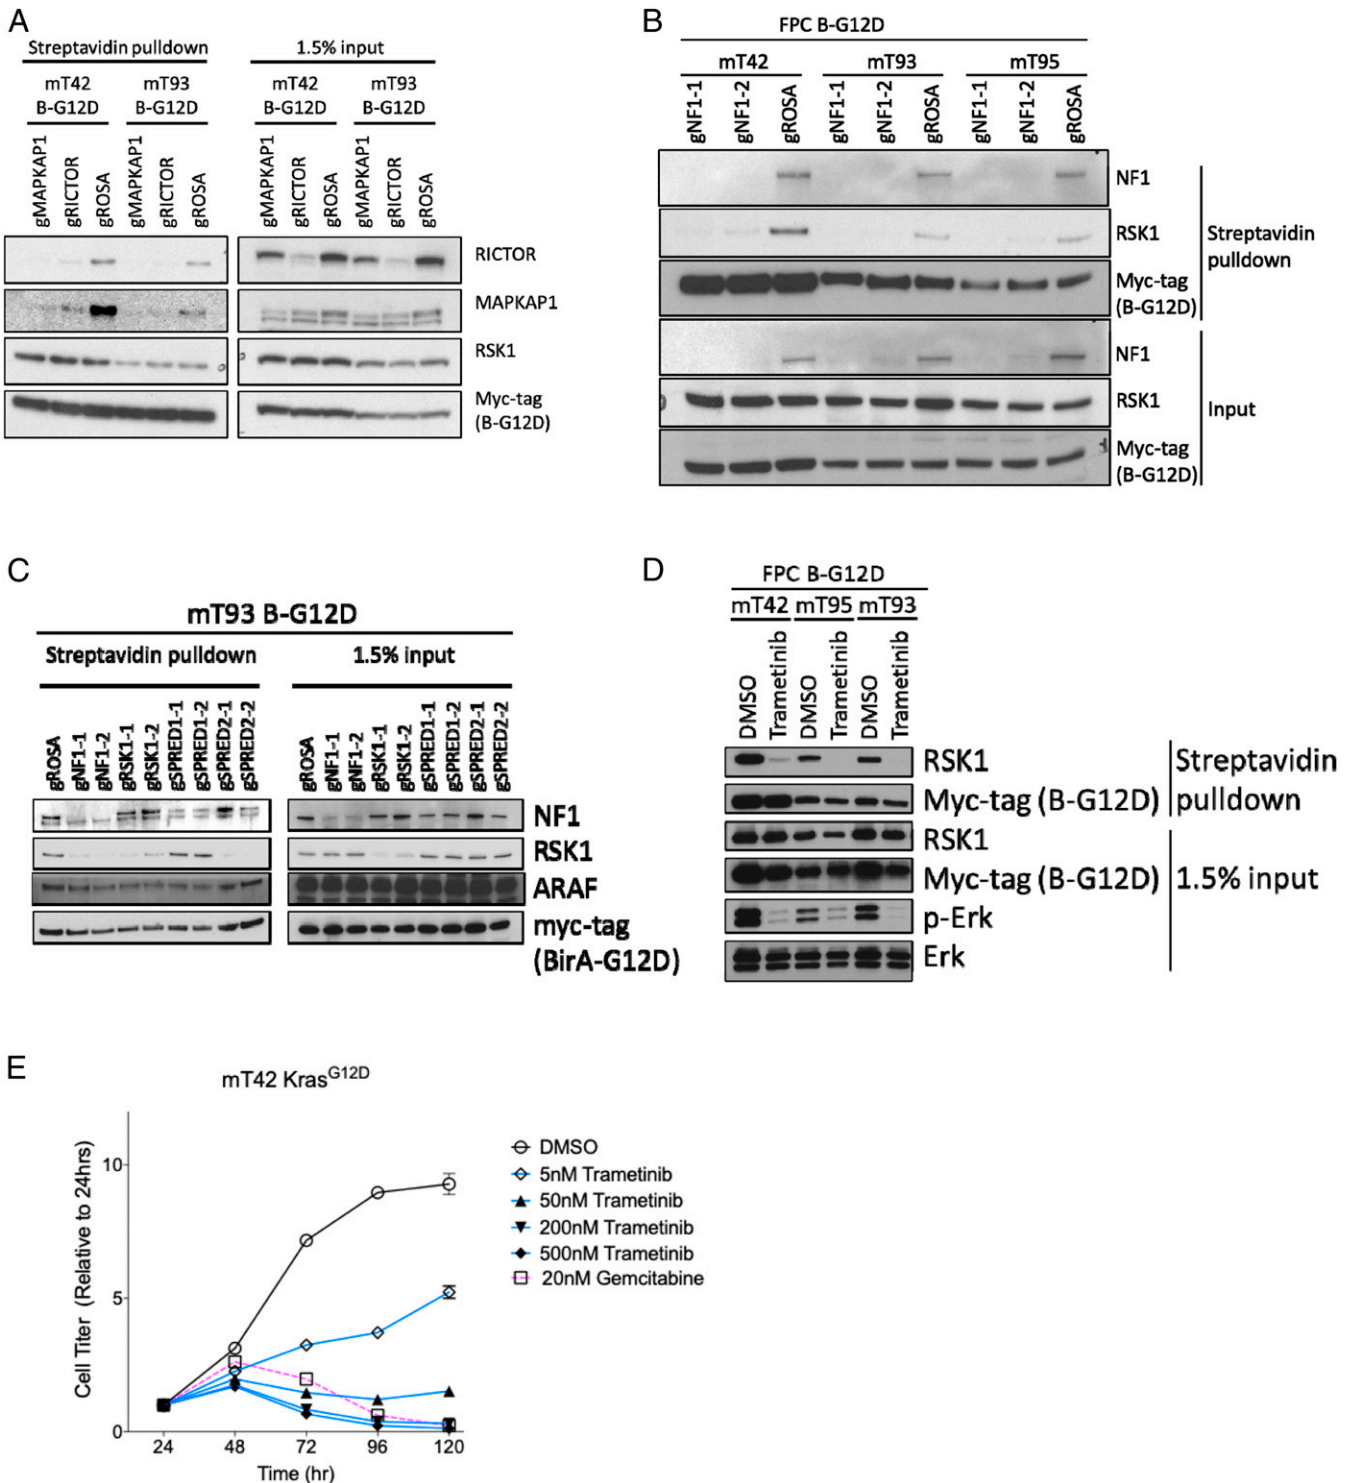 A
Streptavidin pulldown
1.5% input
mT42
B-G12D
mT93
B-G12D
mT42
B-G12D
mT93
B-G12D
gMAPKAP1
gRICTOR
gROSA
gMAPKAP1
gRICTOR
gROSA
gMAPKAP1
gRICTOR
gROSA
gMAPKAP1
gRICTOR
gROSA
RICTOR
MAPKAP1
RSK1
Myc-tag
(B-G12D)
B
FPC B-G12D
mT42
mT93
mT95
gNF1-1
gNF1-2
gROSA
gNF1-1
gNF1-2
gROSA
gNF1-1
gNF1-2
gROSA
NF1
RSK1
Myc-tag
(B-G12D)
Streptavidin
pulldown
NF1
RSK1
Myc-tag
(B-G12D)
Input
C
mT93 B-G12D
Streptavidin pulldown
1.5% input
gROSA
gNF1-1
gNF1-2
gRSK1-1
gRSK1-2
gSPRED1-1
gSPRED1-2
gSPRED2-1
gSPRED2-2
gROSA
gNF1-1
gNF1-2
gRSK1-1
gRSK1-2
gSPRED1-1
gSPRED1-2
gSPRED2-1
gSPRED2-2
NF1
RSK1
ARAF
myc-tag
(BirA-G12D)
D
FPC B-G12D
mT42 mT95 mT93
DMSO
Trametinib
DMSO
Trametinib
DMSO
Trametinib
RSK1
Myc-tag (B-G12D)
Streptavidin
pulldown
RSK1
Myc-tag (B-G12D)
p-Erk
Erk
1.5% input
E
mT42 KrasG12D
Cell Titer (Relative to 24hrs)
10
5
0
24 48 72 96 120
Time (hr)
DMSO
5nM Trametinib
50nM Trametinib
200nM Trametinib
500nM Trametinib
20nM Gemcitabine